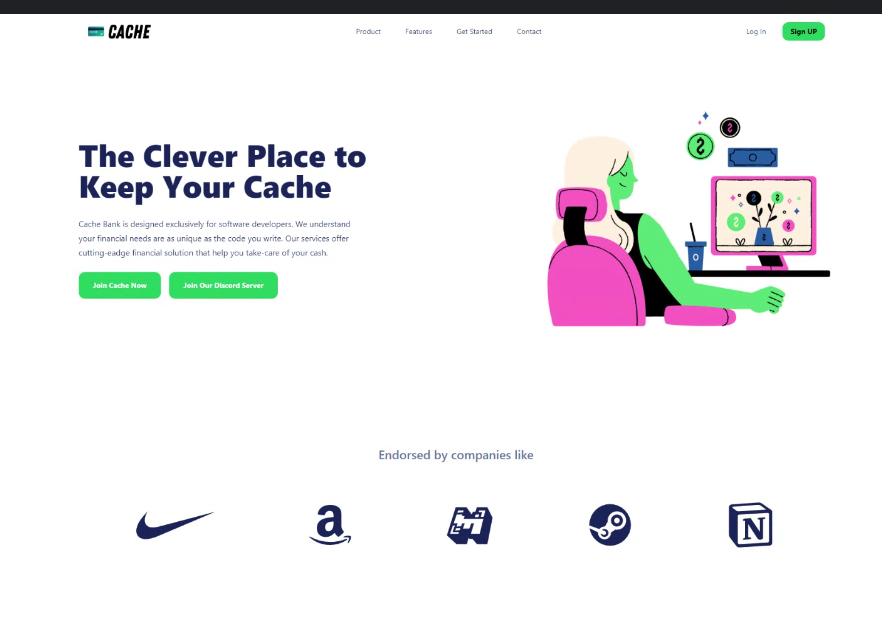 CACHE
Product
Features
Get Started
Contact
Log In
Sign UP
The Clever Place to
Keep Your Cache
Cache Bank is designed exclusively for software developers. We understand
your financial needs are as unique as the code you write. Our services offer
cutting-eadge financial solution that help you take-care of your cash.
Join Cache Now
Join Our Discord Server
Endorsed by companies like
a
N